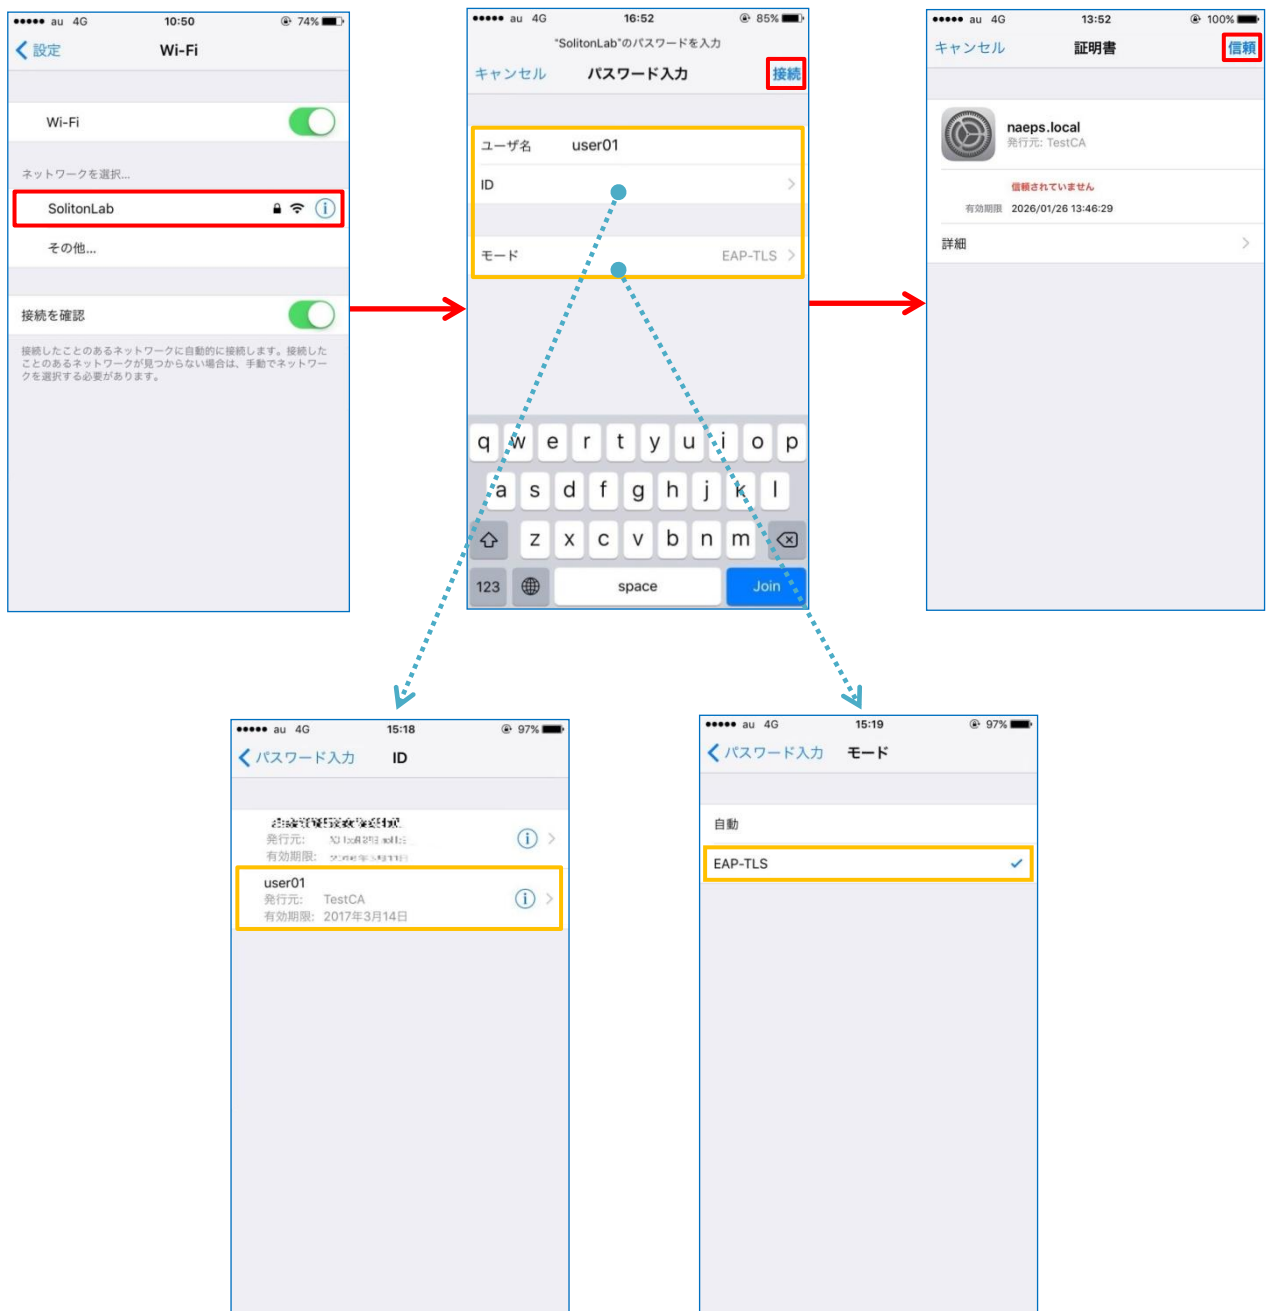 au 4G 10:50 74%
設定 Wi-Fi
Wi-Fi
ネットワークを選択...
SolitonLab
その他...
接続を確認
接続したことのあるネットワークに自動的に接続します。接続した
ことのあるネットワークが見つからない場合は、手動でネットワー
クを選択する必要があります。
au 4G 16:52 85%
"SolitonLab"のパスワードを入力
キャンセル パスワード入力 接続
ユーザ名 user01
ID
モード EAP-TLS
q w e r t y u i o p
a s d f g h j k l
z x c v b n m
123 space Join
au 4G 13:52 100%
キャンセル 証明書 信頼
naeps.local
発行元: TestCA
信頼されていません
有効期限 2026/01/26 13:46:29
詳細
au 4G 15:18 97%
パスワード入力 ID
発行元:
有効期限:
user01
発行元: TestCA
有効期限: 2017年3月14日
au 4G 15:19 97%
パスワード入力 モード
自動
EAP-TLS